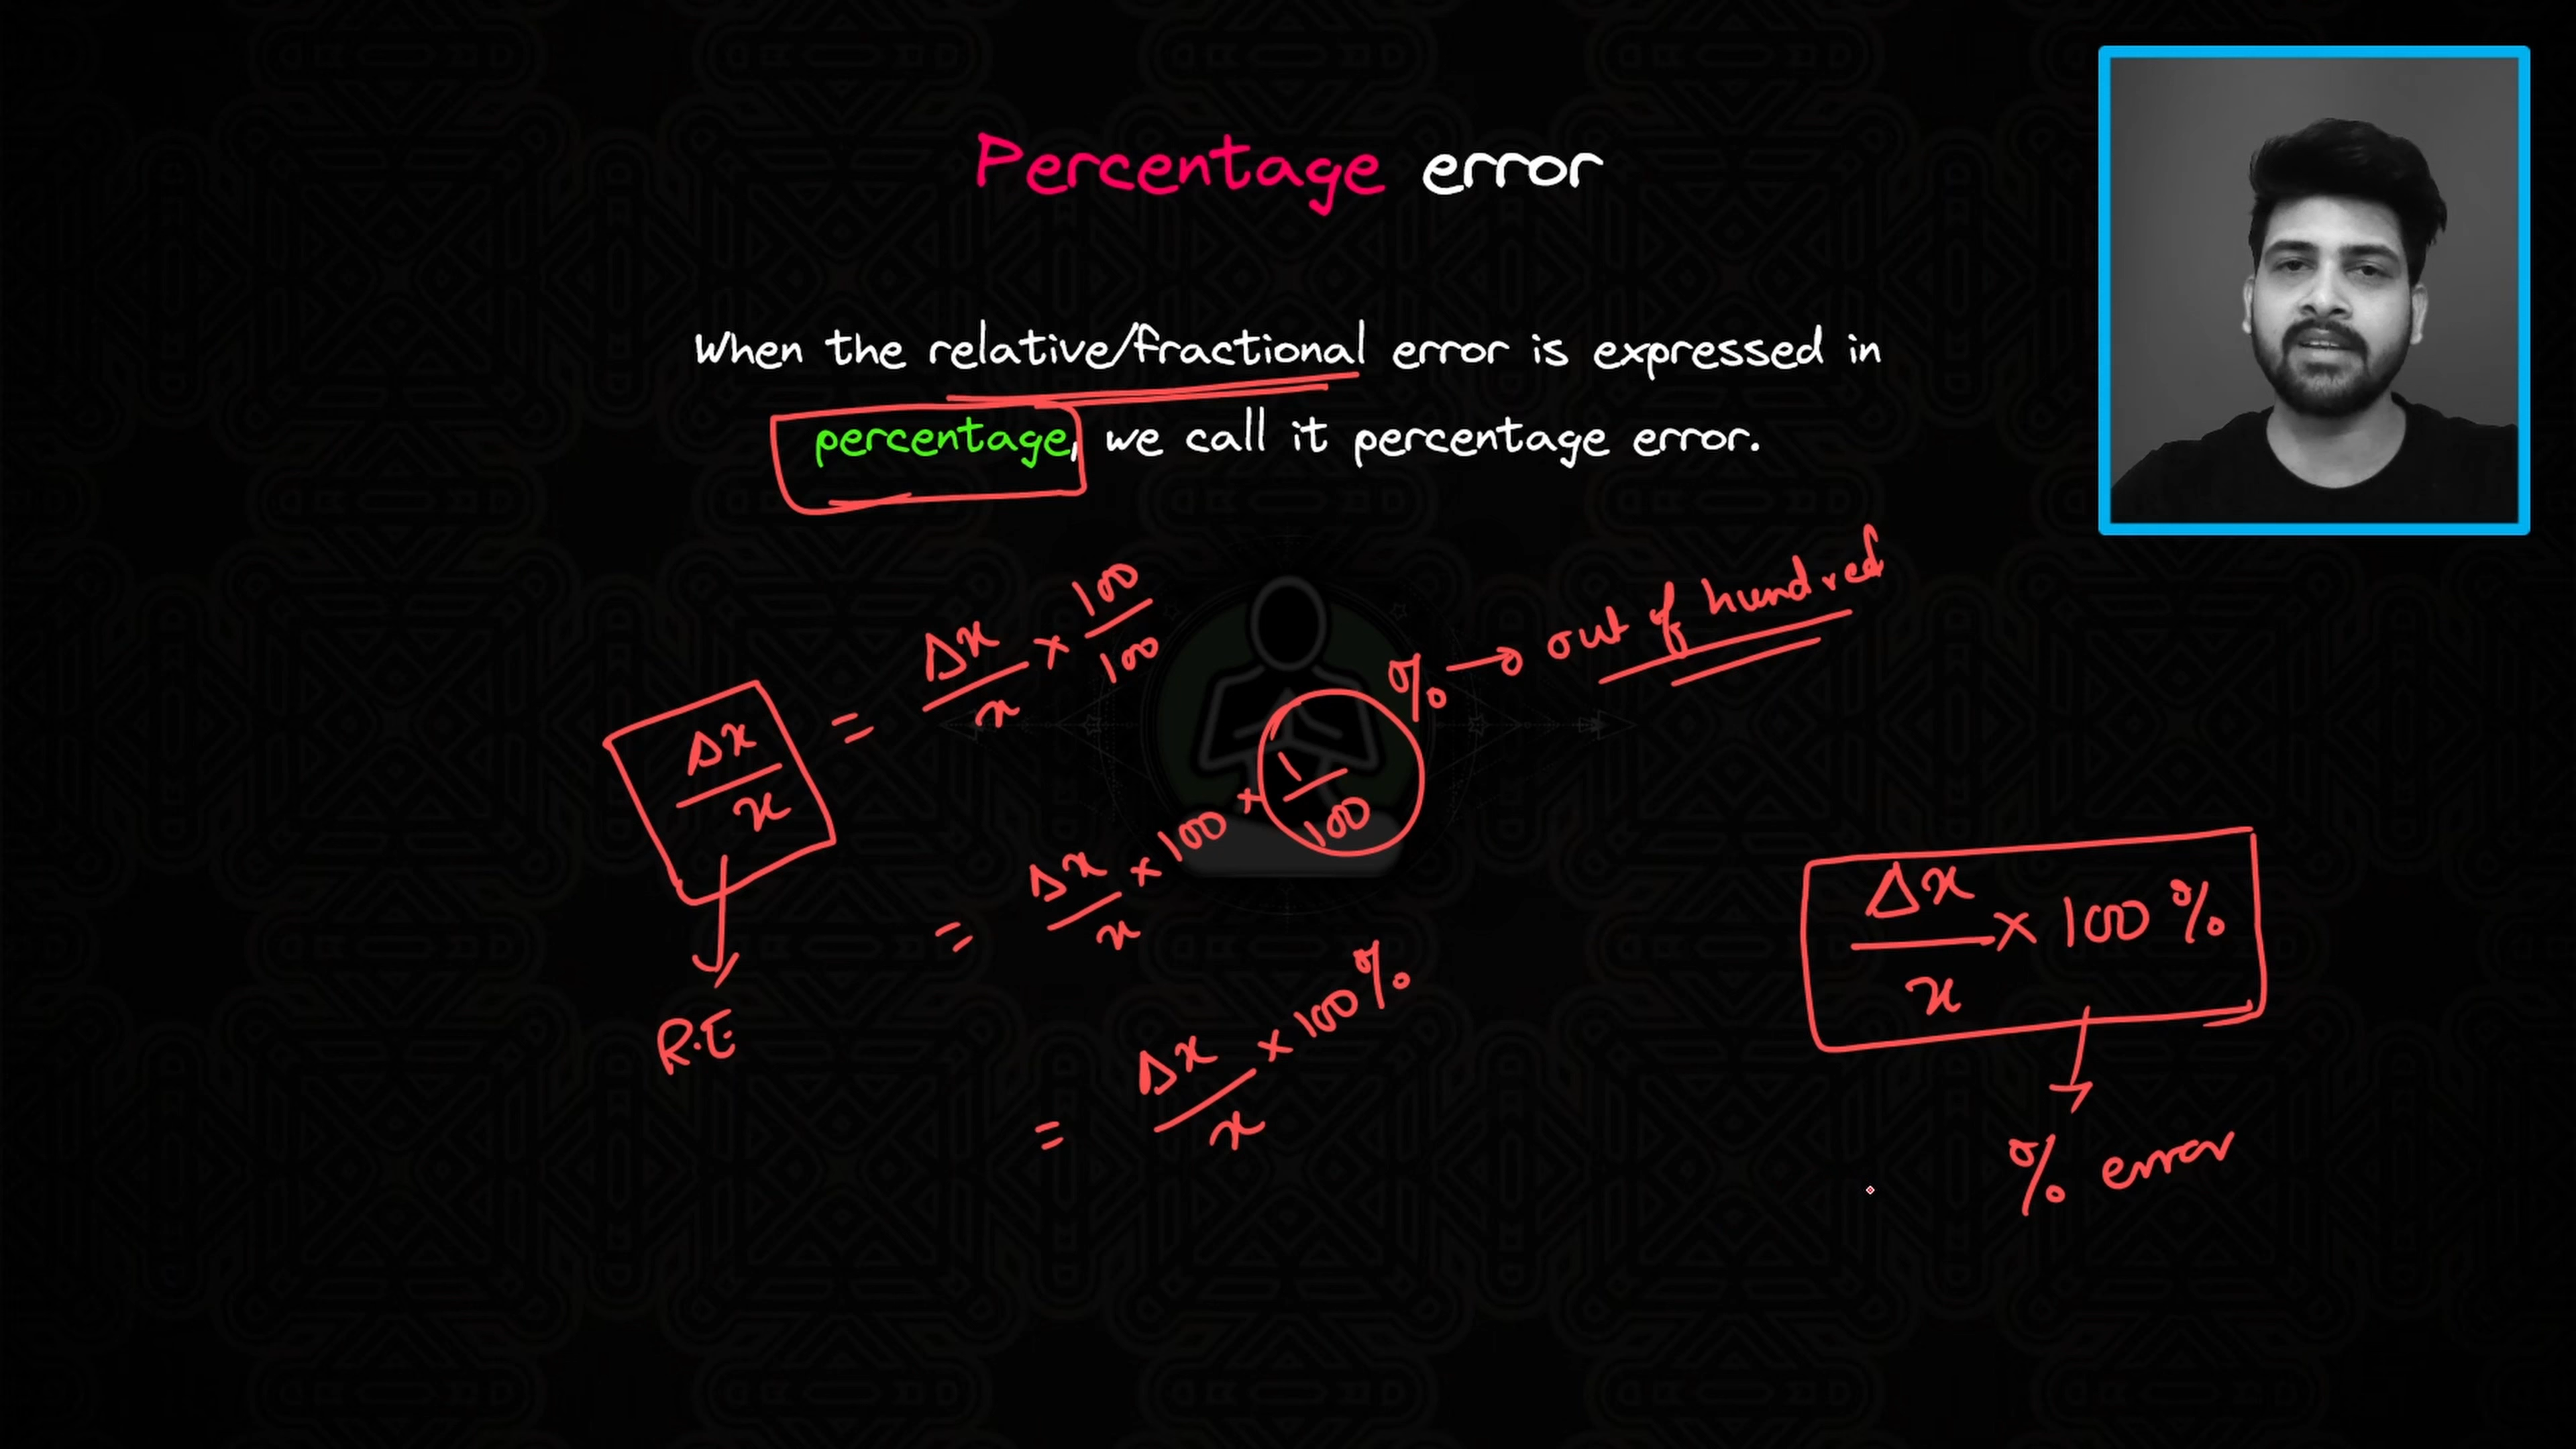 Percentage error
When the relative/fractional error is expressed in
percentage, we call it percentage error.
Δx/x = Δx/x × 100/100
% → out of hundred
= Δx/x × 100 × 1/100
= Δx/x × 100%
R.E
Δx/x × 100 %
% error